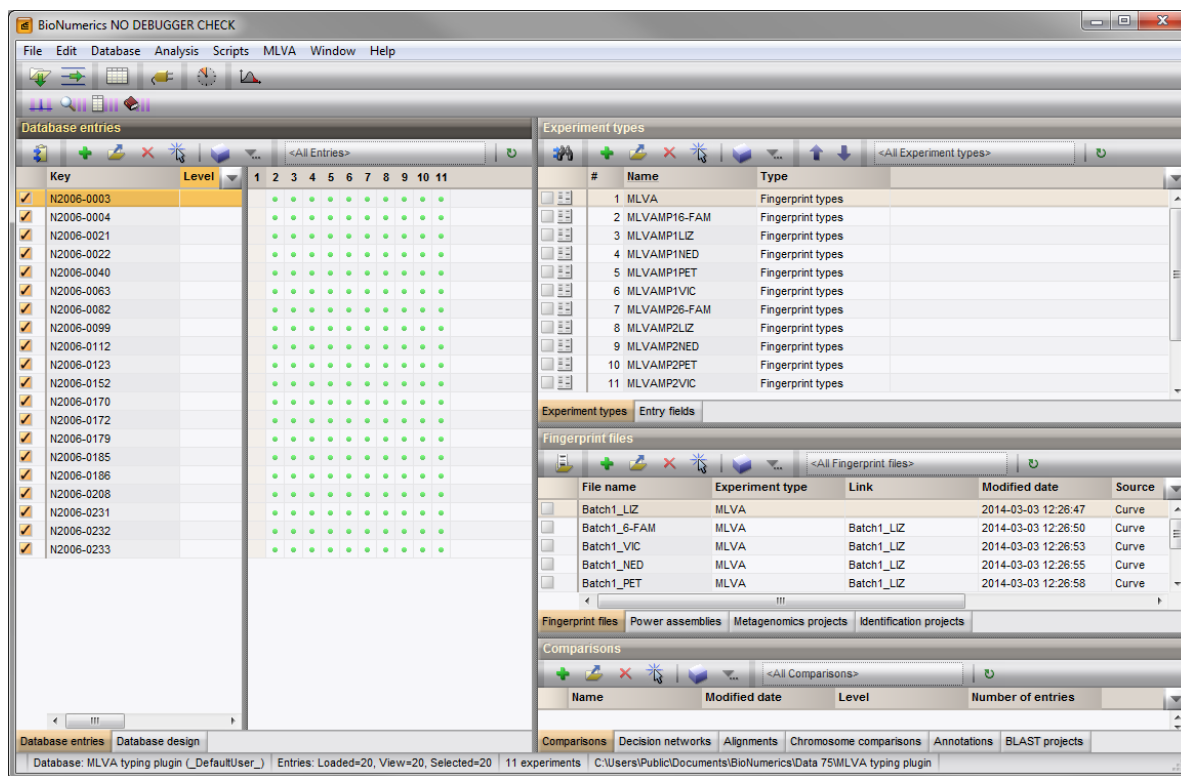 BioNumerics NO DEBUGGER CHECK
File Edit Database Analysis Scripts MLVA Window Help
Database entries
<All Entries>
Level Key Level 1 2 3 4 5 6 7 8 9 10 11
N2006-0003
N2006-0004
N2006-0021
N2006-0022
N2006-0040
N2006-0063
N2006-0082
N2006-0099
N2006-0112
N2006-0123
N2006-0152
N2006-0170
N2006-0172
N2006-0179
N2006-0185
N2006-0186
N2006-0208
N2006-0231
N2006-0232
N2006-0233
Database entries Database design
Experiment types
<All Experiment types>
# Name Type
1 MLVA Fingerprint types
2 MLVAMP16-FAM Fingerprint types
3 MLVAMP1LIZ Fingerprint types
4 MLVAMP1NED Fingerprint types
5 MLVAMP1PET Fingerprint types
6 MLVAMP1VIC Fingerprint types
7 MLVAMP26-FAM Fingerprint types
8 MLVAMP2LIZ Fingerprint types
9 MLVAMP2NED Fingerprint types
10 MLVAMP2PET Fingerprint types
11 MLVAMP2VIC Fingerprint types
Experiment types Entry fields
Fingerprint files
<All Fingerprint files>
File name Experiment type Link Modified date Source
Batch1_LIZ MLVA 2014-03-03 12:26:47 Curve
Batch1_6-FAM MLVA Batch1_LIZ 2014-03-03 12:26:50 Curve
Batch1_VIC MLVA Batch1_LIZ 2014-03-03 12:26:53 Curve
Batch1_NED MLVA Batch1_LIZ 2014-03-03 12:26:55 Curve
Batch1_PET MLVA Batch1_LIZ 2014-03-03 12:26:58 Curve
Fingerprint files Power assemblies Metagenomics projects Identification projects
Comparisons
<All Comparisons>
Name Modified date Level Number of entries
Comparisons Decision networks Alignments Chromosome comparisons Annotations BLAST projects
Database: MLVA typing plugin (_DefaultUser_) Entries: Loaded=20, View=20, Selected=20 11 experiments C:\Users\Public\Documents\BioNumerics\Data 75\MLVA typing plugin